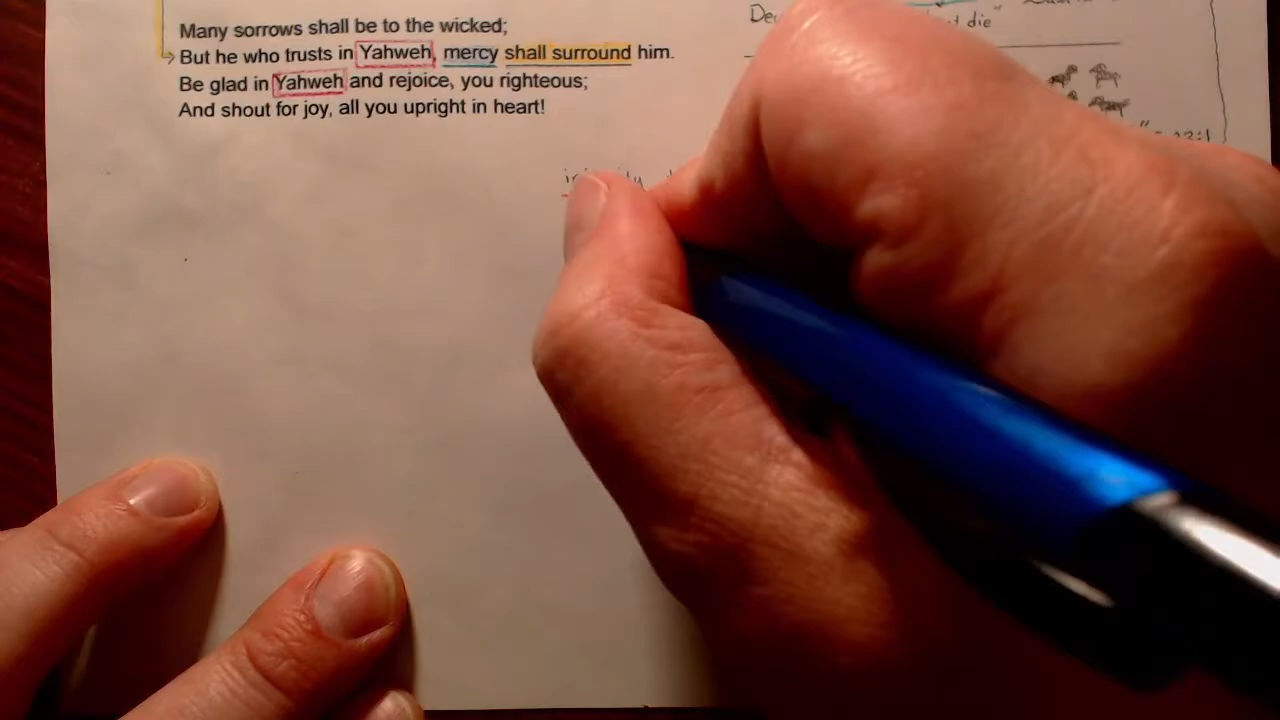 Many sorrows shall be to the wicked;
But he who trusts in Yahweh, mercy shall surround him.
Be glad in Yahweh and rejoice, you righteous;
And shout for joy, all you upright in heart!
die"